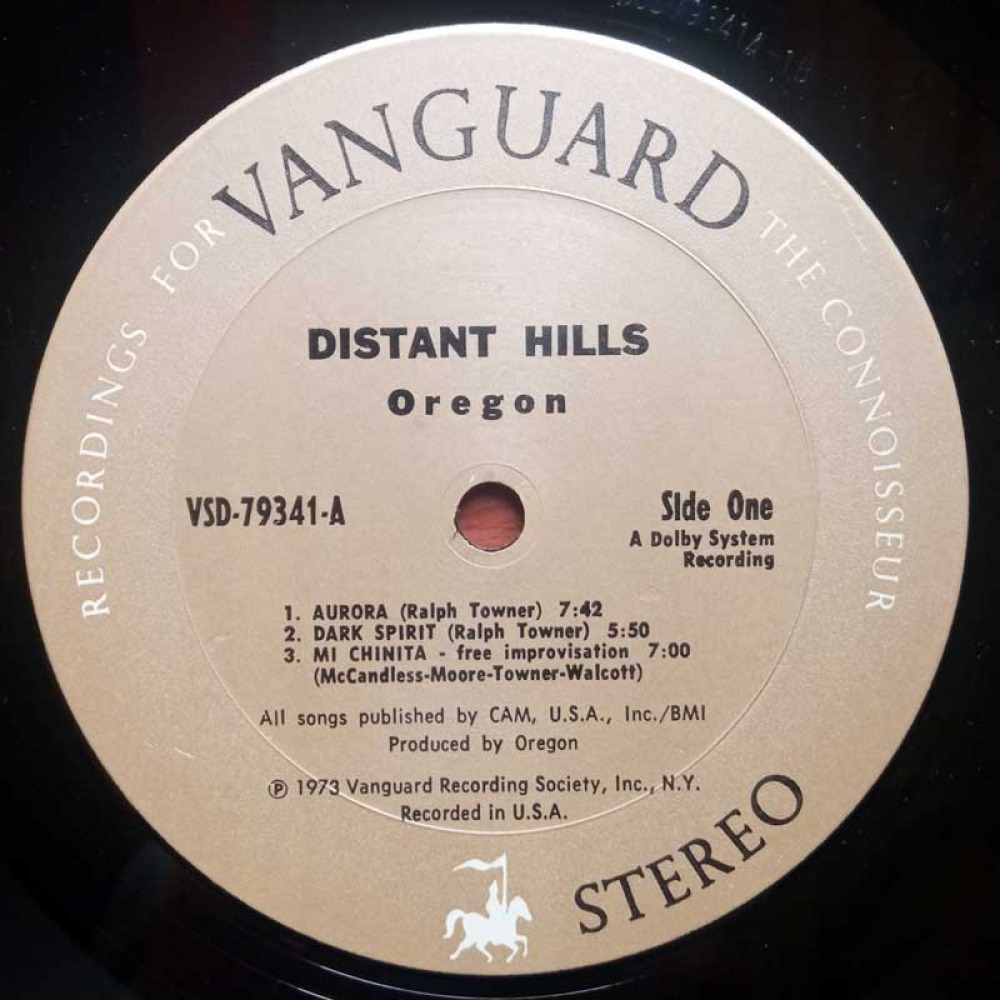 VANGUARD
RECORDINGS FOR THE CONNOISSEUR
DISTANT HILLS
Oregon
VSD-79341-A
Side One
A Dolby System
Recording
1. AURORA (Ralph Towner) 7:42
2. DARK SPIRIT (Ralph Towner) 5:50
3. MI CHINITA - free improvisation 7:00
(McCandless-Moore-Towner-Walcott)
All songs published by CAM, U.S.A., Inc./BMI
Produced by Oregon
℗ 1973 Vanguard Recording Society, Inc., N.Y.
Recorded in U.S.A.
STEREO